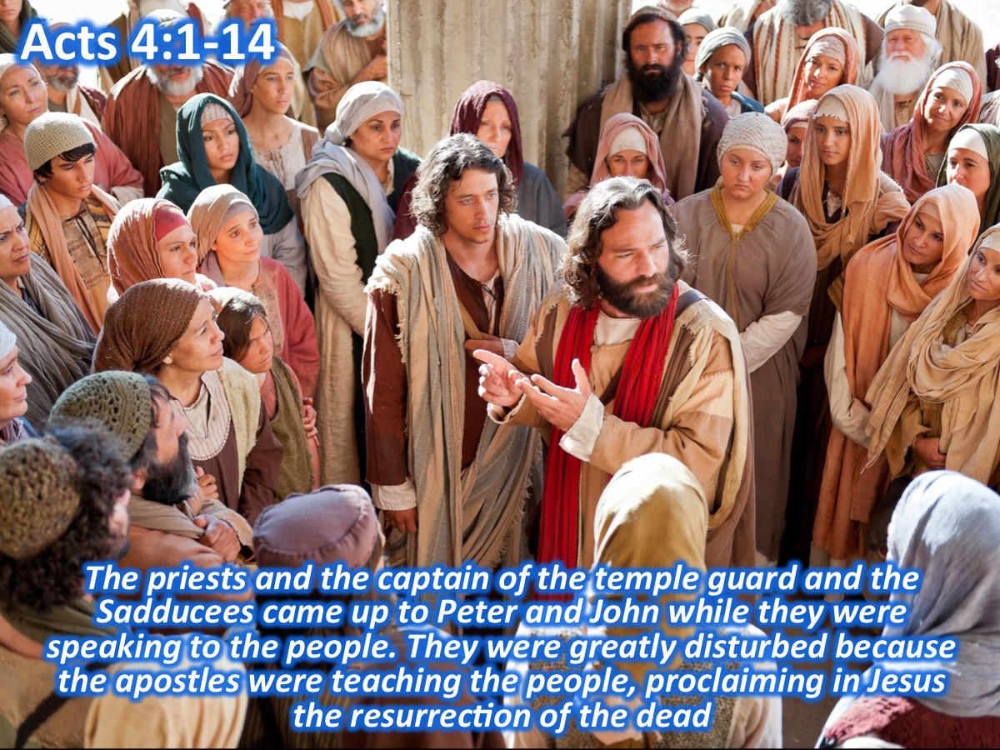 Acts 4:1-14
The priests and the captain of the temple guard and the
Sadducees came up to Peter and John while they were
speaking to the people. They were greatly disturbed because
the apostles were teaching the people, proclaiming in Jesus
the resurrection of the dead